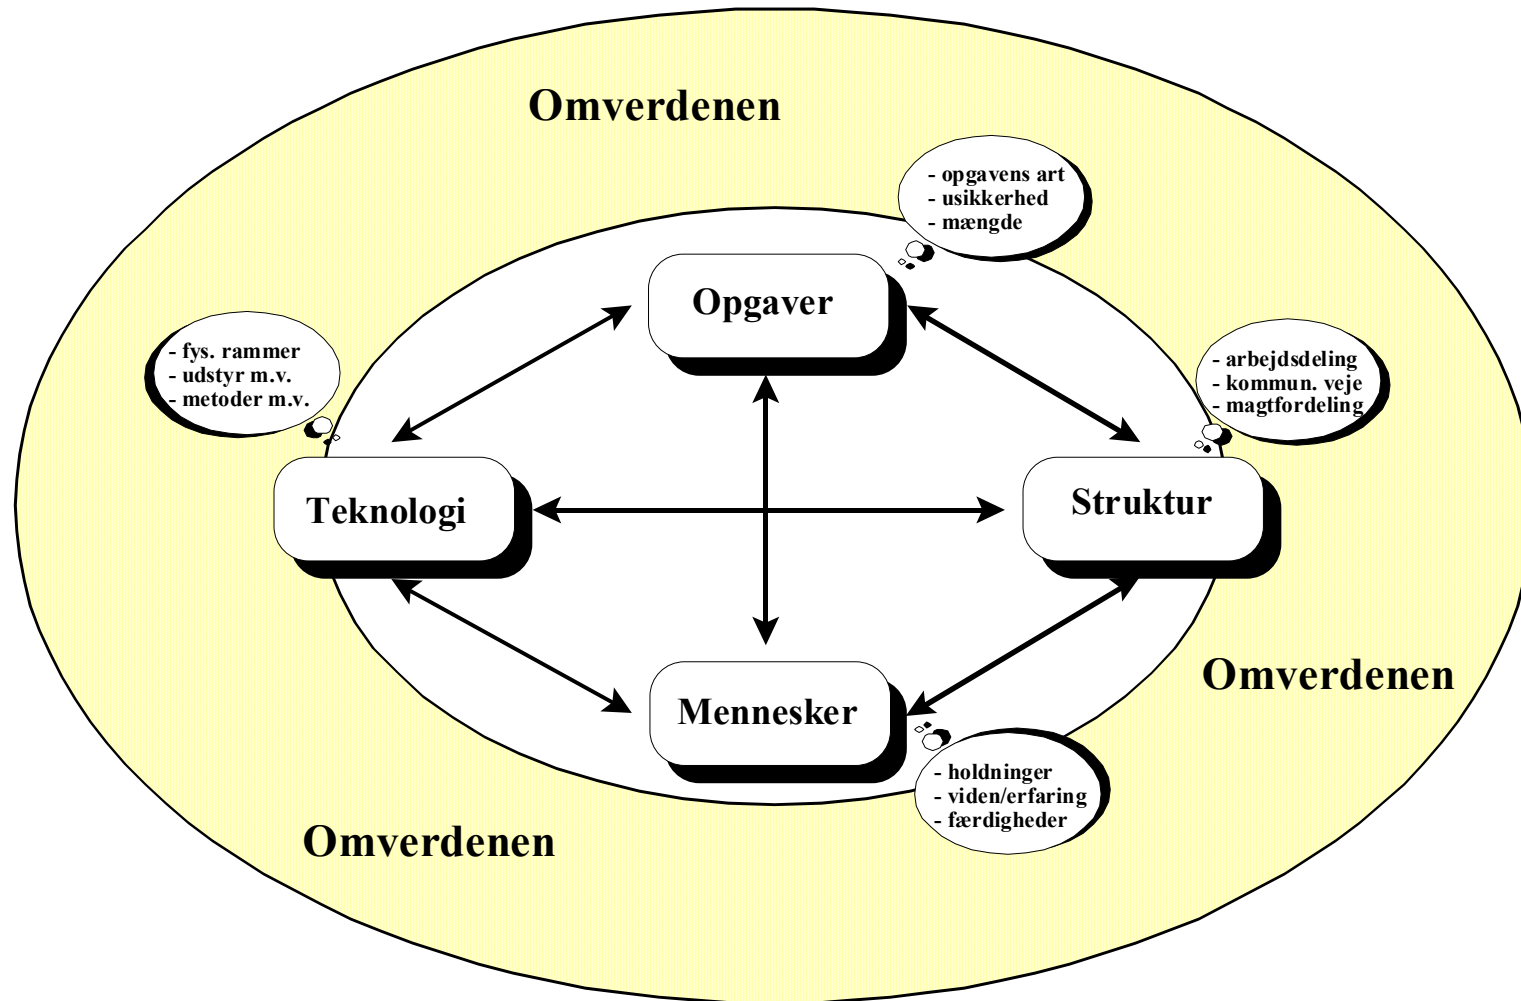 Omverdenen
- opgavens art
- usikkerhed
- mængde
Opgaver
- fys. rammer
- udstyr m.v.
- metoder m.v.
- arbejdsdeling
- kommun. veje
- magtfordeling
Teknologi
Struktur
Omverdenen
Mennesker
- holdninger
- viden/erfaring
- færdigheder
Omverdenen